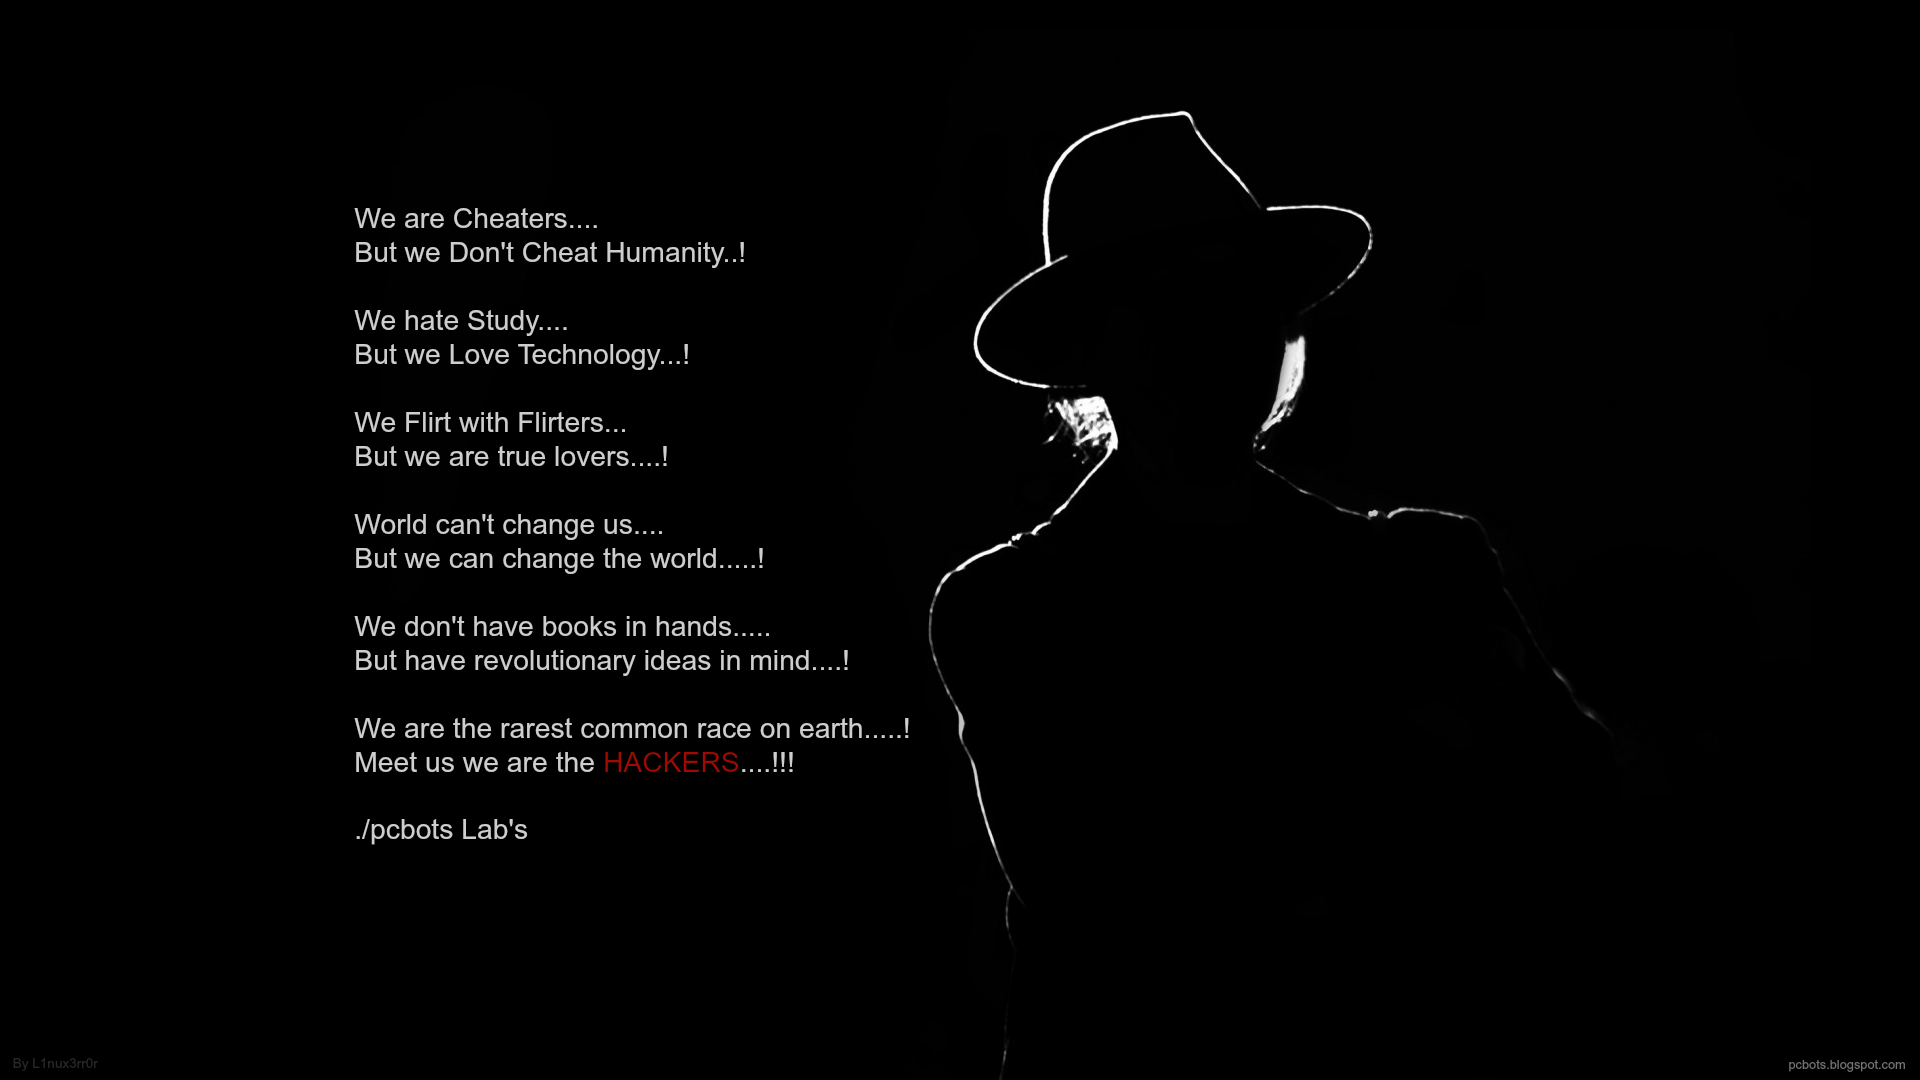 We are Cheaters....
But we Don't Cheat Humanity..!
We hate Study....
But we Love Technology...!
We Flirt with Flirters...
But we are true lovers....!
World can't change us....
But we can change the world.....!
We don't have books in hands.....
But have revolutionary ideas in mind....!
We are the rarest common race on earth.....!
Meet us we are the HACKERS....!!!
./pcbots Lab's
By L1nux3rr0r
pcbots.blogspot.com